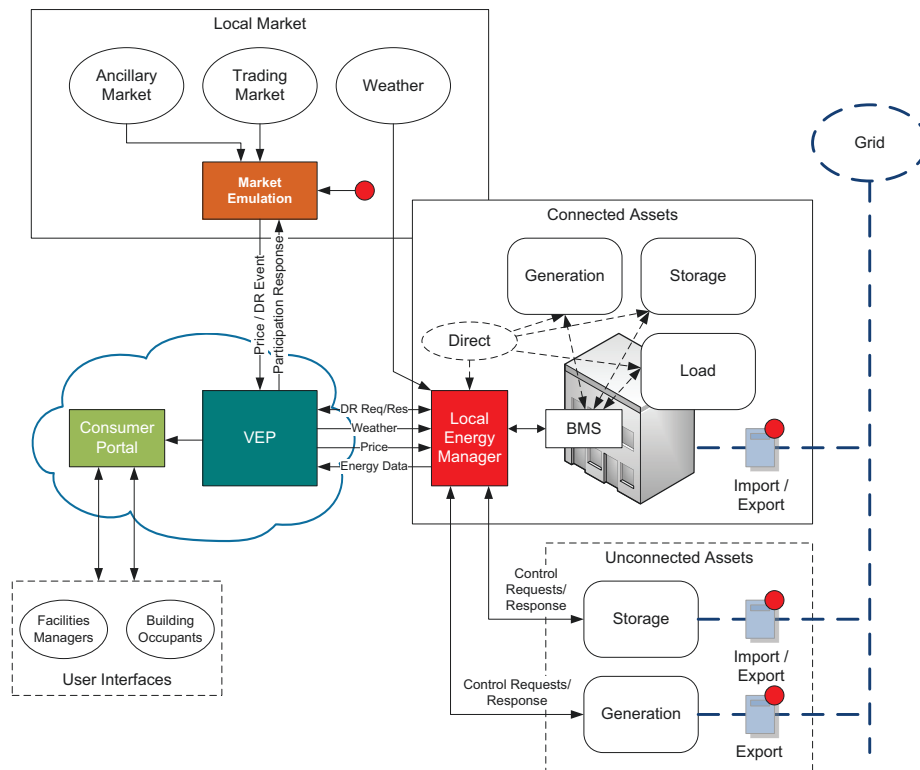 Local Market
Ancillary
Market
Trading
Market
Weather
Market
Emulation
Grid
Connected Assets
Generation
Storage
Direct
Load
Price / DR Event
Participation Response
Consumer
Portal
VEP
DR Req/Res
Weather
Price
Energy Data
Local
Energy
Manager
BMS
Import /
Export
Unconnected Assets
Control
Requests/
Response
Storage
Import /
Export
Facilities
Managers
Building
Occupants
User Interfaces
Control Requests/
Response
Generation
Export